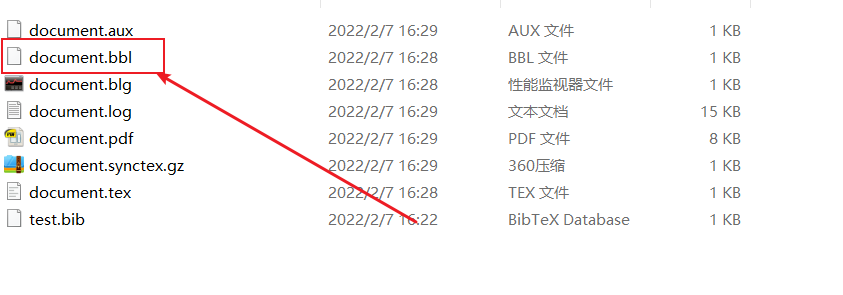 document.aux 2022/2/7 16:29 AUX 文件 1 KB
document.bbl 2022/2/7 16:28 BBL 文件 1 KB
document.blg 2022/2/7 16:28 性能监视器文件 1 KB
document.log 2022/2/7 16:29 文本文档 15 KB
document.pdf 2022/2/7 16:29 PDF 文件 8 KB
document.synctex.gz 2022/2/7 16:29 360压缩 1 KB
document.tex 2022/2/7 16:28 TEX 文件 1 KB
test.bib 2022/2/7 16:22 BibTeX Database 1 KB